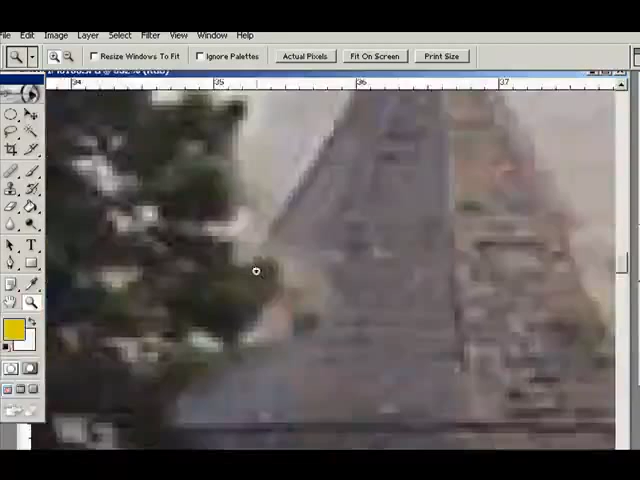 Edit Image Layer Select Filter View Window Help
Resize Windows To Fit Ignore Palettes Actual Pixels Fit On Screen Print Size
34 35 36 37
T